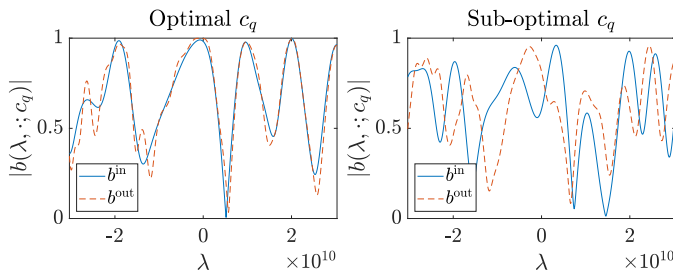 Optimal c_q
|b(λ, ·; c_q)|
1
0.5
0
b^in
b^out
-2 0 2
×10^10
λ
Sub-optimal c_q
|b(λ, ·; c_q)|
1
0.5
0
b^in
b^out
-2 0 2
×10^10
λ